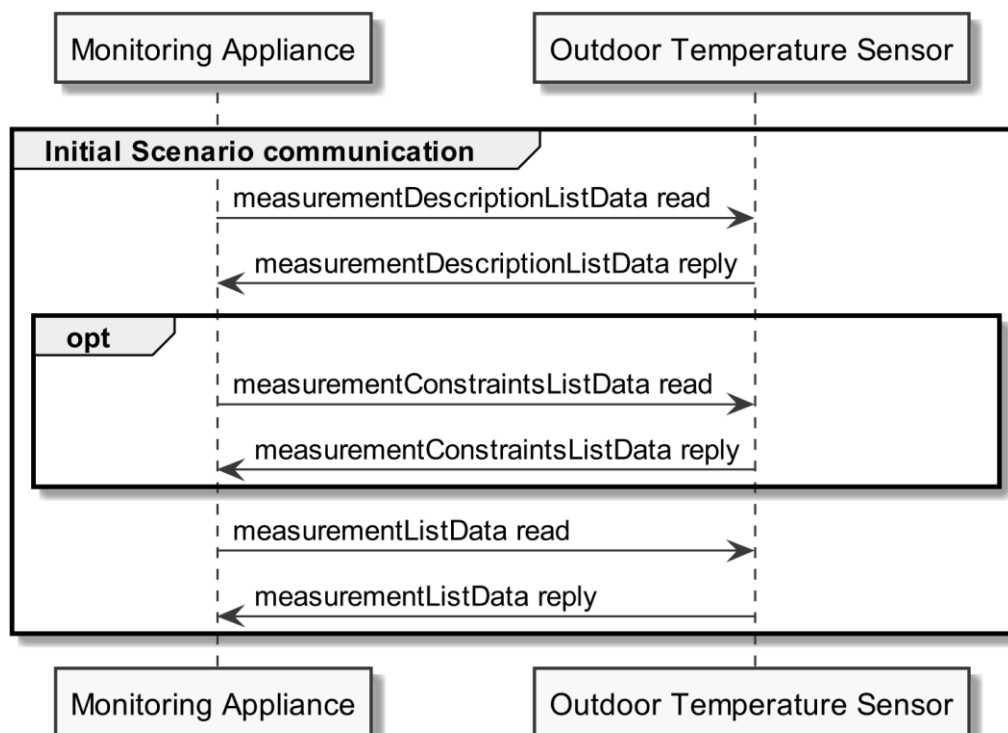 Monitoring Appliance
Outdoor Temperature Sensor
Initial Scenario communication
measurementDescriptionListData read
measurementDescriptionListData reply
opt
measurementConstraintsListData read
measurementConstraintsListData reply
measurementListData read
measurementListData reply
Monitoring Appliance
Outdoor Temperature Sensor